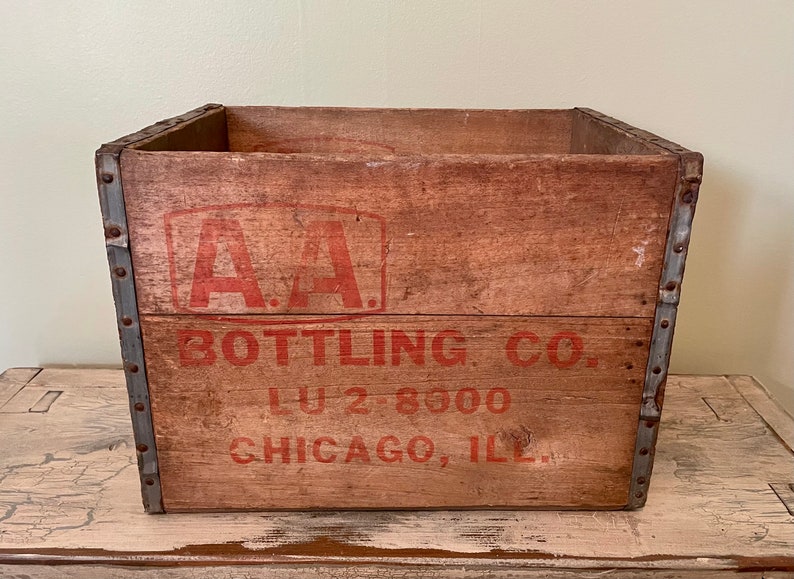 A.A.
BOTTLING CO.
LU 2-8000
CHICAGO, ILL.